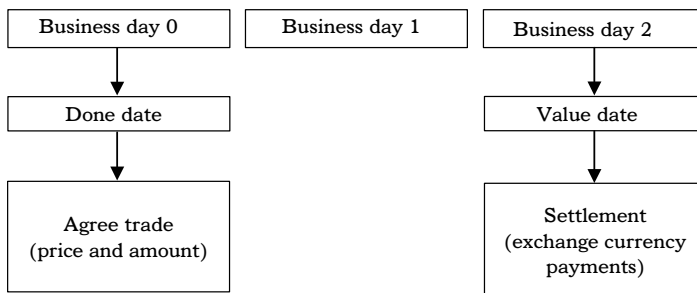 Business day 0
Business day 1
Business day 2
Done date
Value date
Agree trade
(price and amount)
Settlement
(exchange currency
payments)